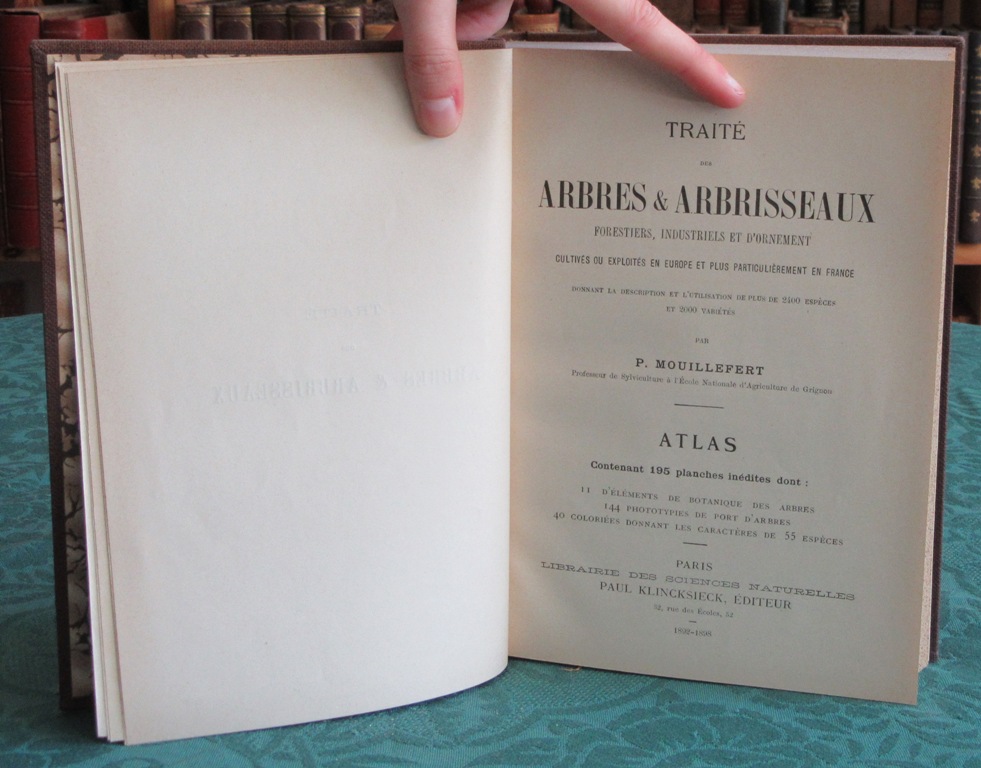 TRAITÉ
DES
ARBRES & ARBRISSEAUX
FORESTIERS, INDUSTRIELS ET D'ORNEMENT
CULTIVÉS OU EXPLOITÉS EN EUROPE ET PLUS PARTICULIÈREMENT EN FRANCE
DONNANT LA DESCRIPTION ET L'UTILISATION DE PLUS DE 2400 ESPÈCES
ET 2000 VARIÉTÉS
PAR
P. MOUILLEFERT
Professeur de Sylviculture à l'École Nationale d'Agriculture de Grignon
ATLAS
Contenant 195 planches inédites dont :
11 D'ÉLÉMENTS DE BOTANIQUE DES ARBRES
144 PHOTOTYPIES DE PORT D'ARBRES
40 COLORIÉES DONNANT LES CARACTÈRES DE 55 ESPÈCES
PARIS
LIBRAIRIE DES SCIENCES NATURELLES
PAUL KLINCKSIECK, ÉDITEUR
52, rue des Écoles, 52
1892-1898